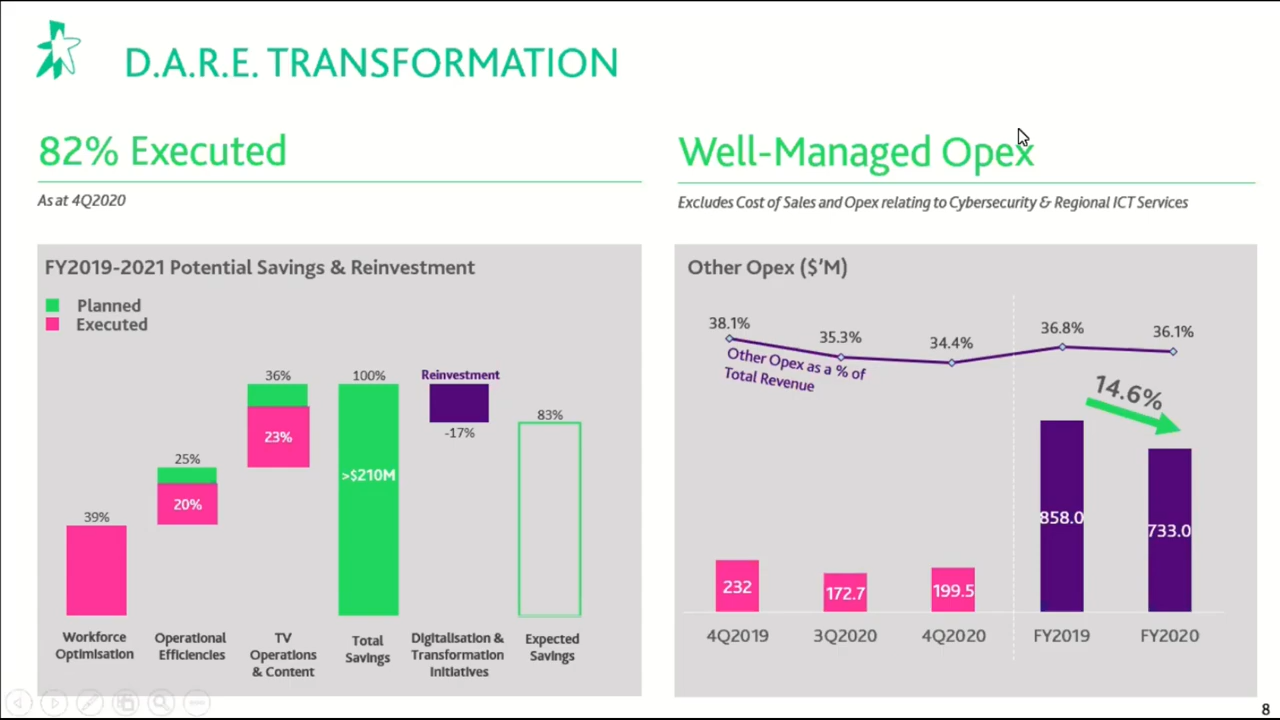 D.A.R.E. TRANSFORMATION
82% Executed
As at 4Q2020
FY2019-2021 Potential Savings & Reinvestment
Planned
Executed
39%
25%
20%
36%
23%
100%
>$210M
Reinvestment
-17%
83%
Workforce
Optimisation
Operational
Efficiencies
TV
Operations
& Content
Total
Savings
Digitalisation &
Transformation
Initiatives
Expected
Savings
Well-Managed Opex
Excludes Cost of Sales and Opex relating to Cybersecurity & Regional ICT Services
Other Opex ($'M)
38.1%
35.3%
34.4%
36.8%
36.1%
Other Opex as a % of
Total Revenue
14.6%
232
172.7
199.5
858.0
733.0
4Q2019
3Q2020
4Q2020
FY2019
FY2020
8